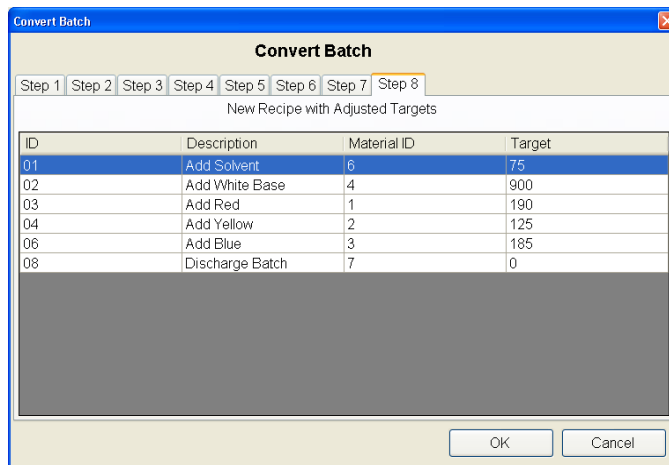 Convert Batch
Convert Batch
Step 1 Step 2 Step 3 Step 4 Step 5 Step 6 Step 7 Step 8
New Recipe with Adjusted Targets
ID Description Material ID Target
01 Add Solvent 6 75
02 Add White Base 4 900
03 Add Red 1 190
04 Add Yellow 2 125
06 Add Blue 3 185
08 Discharge Batch 7 0
OK Cancel